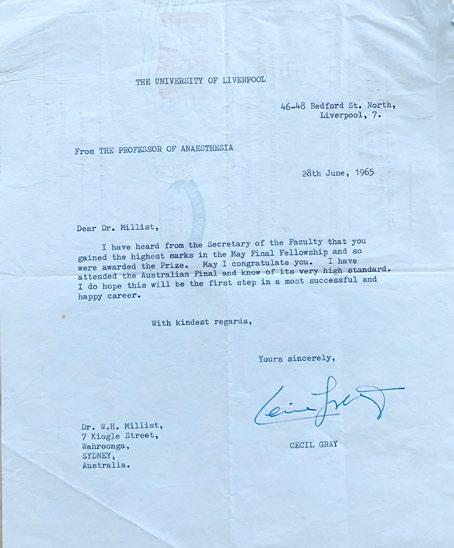 THE UNIVERSITY OF LIVERPOOL
46-48 Bedford St. North,
Liverpool, 7.
From THE PROFESSOR OF ANAESTHESIA
28th June, 1965
Dear Dr. Millist,
I have heard from the Secretary of the Faculty that you
gained the highest marks in the May Final Fellowship and so
were awarded the Prize. May I congratulate you. I have
attended the Australian Final and know of its very high standard.
I do hope this will be the first step in a most successful and
happy career.
With kindest regards,
Yours sincerely,
Cecil Gray
CECIL GRAY
Dr. W.H. Millist,
7 Kiogle Street,
Wahroonga,
SYDNEY,
Australia.